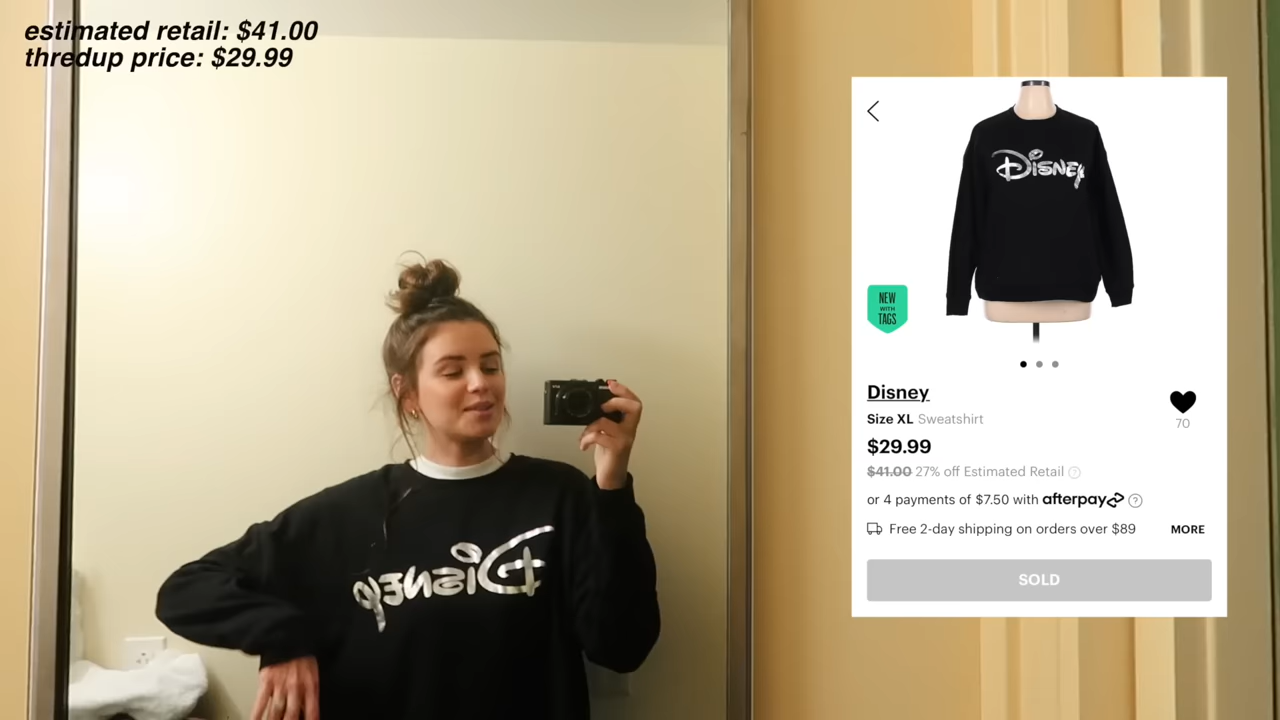 estimated retail: $41.00
thredup price: $29.99
Disney
NEW
WITH
TAGS
Disney
Size XL Sweatshirt
70
$29.99
$41.00 27% off Estimated Retail ?
or 4 payments of $7.50 with afterpay ?
Free 2-day shipping on orders over $89 MORE
SOLD
Disney